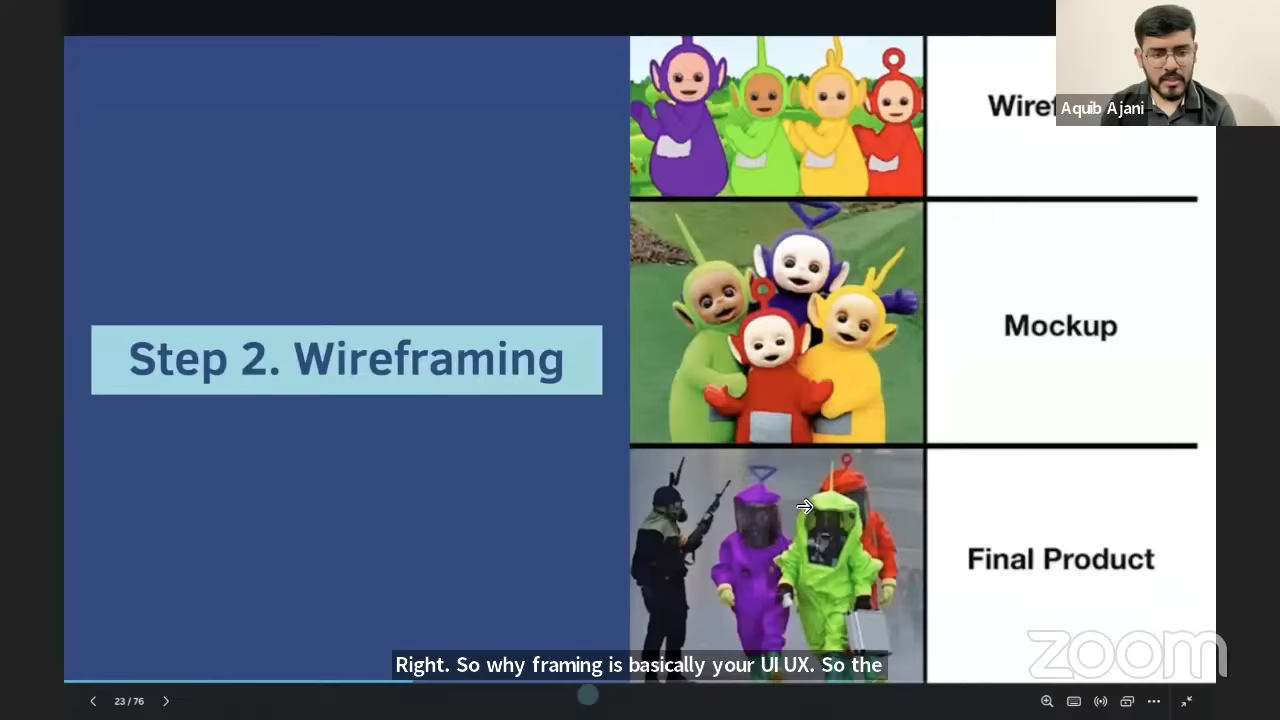 Aquib Ajani
Step 2. Wireframing
Mockup
Final Product
zoom
Right. So why framing is basically your UI UX. So the
23 / 76